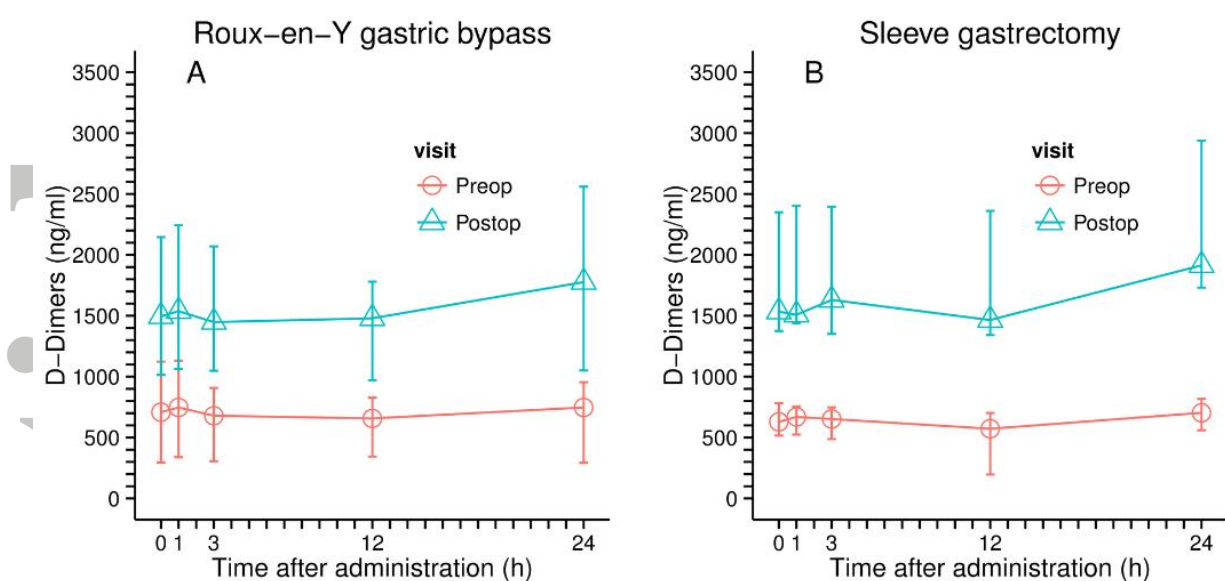 Roux−en−Y gastric bypass
A
3500
3000
2500
2000
1500
1000
500
0
D−Dimers (ng/ml)
visit
Preop
Postop
0 1 3 12 24
Time after administration (h)
Sleeve gastrectomy
B
3500
3000
2500
2000
1500
1000
500
0
D−Dimers (ng/ml)
visit
Preop
Postop
0 1 3 12 24
Time after administration (h)